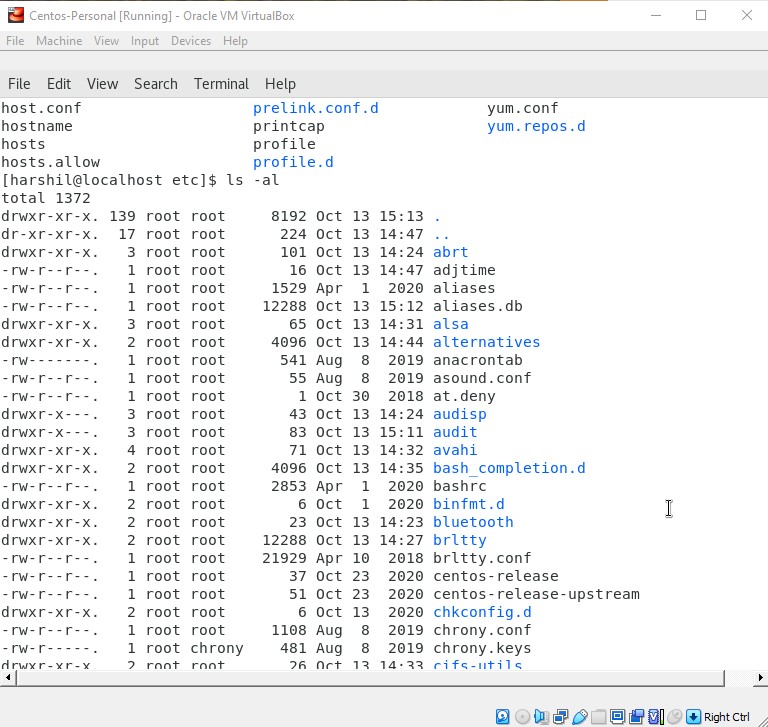 Centos-Personal [Running] - Oracle VM VirtualBox
File Machine View Input Devices Help
File Edit View Search Terminal Help
host.conf prelink.conf.d yum.conf
hostname printcap yum.repos.d
hosts profile
hosts.allow profile.d
[harshil@localhost etc]$ ls -al
total 1372
drwxr-xr-x. 139 root root 8192 Oct 13 15:13 .
dr-xr-xr-x. 17 root root 224 Oct 13 14:47 ..
drwxr-xr-x. 3 root root 101 Oct 13 14:24 abrt
-rw-r--r--. 1 root root 16 Oct 13 14:47 adjtime
-rw-r--r--. 1 root root 1529 Apr 1 2020 aliases
-rw-r--r--. 1 root root 12288 Oct 13 15:12 aliases.db
drwxr-xr-x. 3 root root 65 Oct 13 14:31 alsa
drwxr-xr-x. 2 root root 4096 Oct 13 14:44 alternatives
-rw-------. 1 root root 541 Aug 8 2019 anacrontab
-rw-r--r--. 1 root root 55 Aug 8 2019 asound.conf
-rw-r--r--. 1 root root 1 Oct 30 2018 at.deny
drwxr-x---. 3 root root 43 Oct 13 14:24 audisp
drwxr-x---. 3 root root 83 Oct 13 15:11 audit
drwxr-xr-x. 4 root root 71 Oct 13 14:32 avahi
drwxr-xr-x. 2 root root 4096 Oct 13 14:35 bash_completion.d
-rw-r--r--. 1 root root 2853 Apr 1 2020 bashrc
drwxr-xr-x. 2 root root 6 Oct 1 2020 binfmt.d
drwxr-xr-x. 2 root root 23 Oct 13 14:23 bluetooth
drwxr-xr-x. 2 root root 12288 Oct 13 14:27 brltty
-rw-r--r--. 1 root root 21929 Apr 10 2018 brltty.conf
-rw-r--r--. 1 root root 37 Oct 23 2020 centos-release
-rw-r--r--. 1 root root 51 Oct 23 2020 centos-release-upstream
drwxr-xr-x. 2 root root 6 Oct 13 2020 chkconfig.d
-rw-r--r--. 1 root root 1108 Aug 8 2019 chrony.conf
-rw-r-----. 1 root chrony 481 Aug 8 2019 chrony.keys
drwxr-xr-x. 2 root root 26 Oct 13 14:33 cifs-utils
Right Ctrl